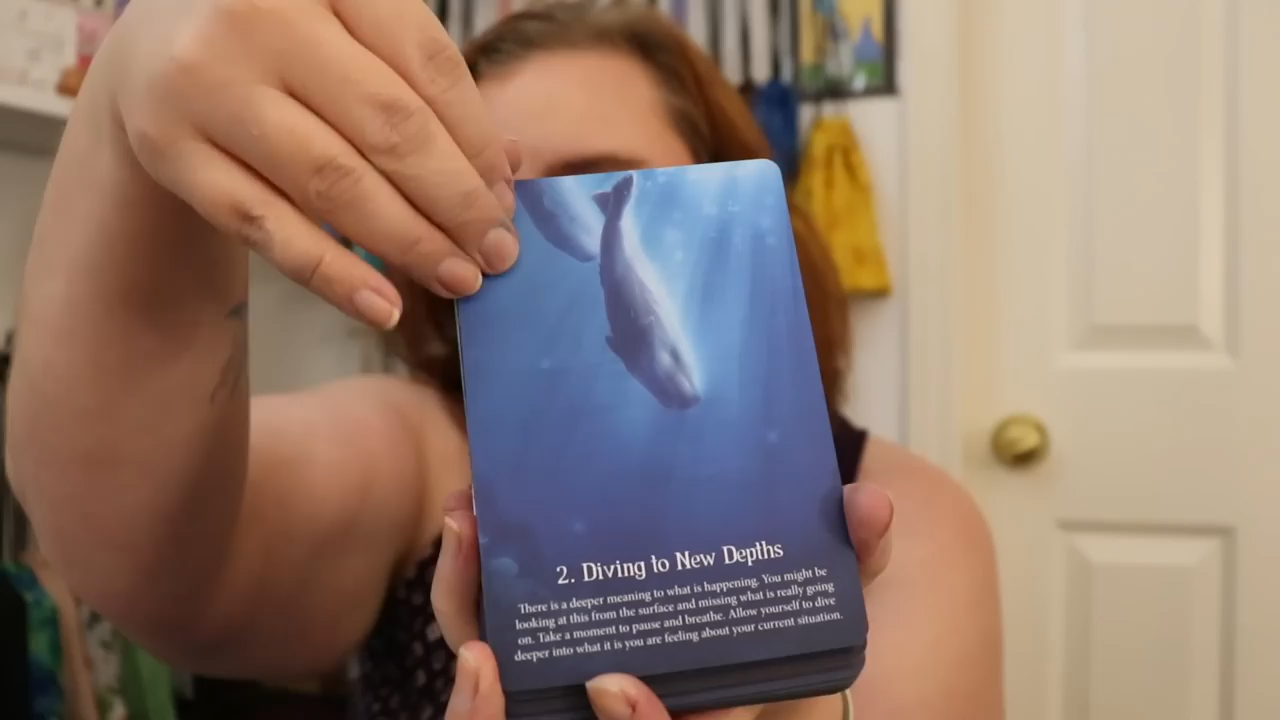 2. Diving to New Depths
There is a deeper meaning to what is happening. You might be
looking at this from the surface and missing what is really going
on. Take a moment to pause and breathe. Allow yourself to dive
deeper into what it is you are feeling about your current situation.